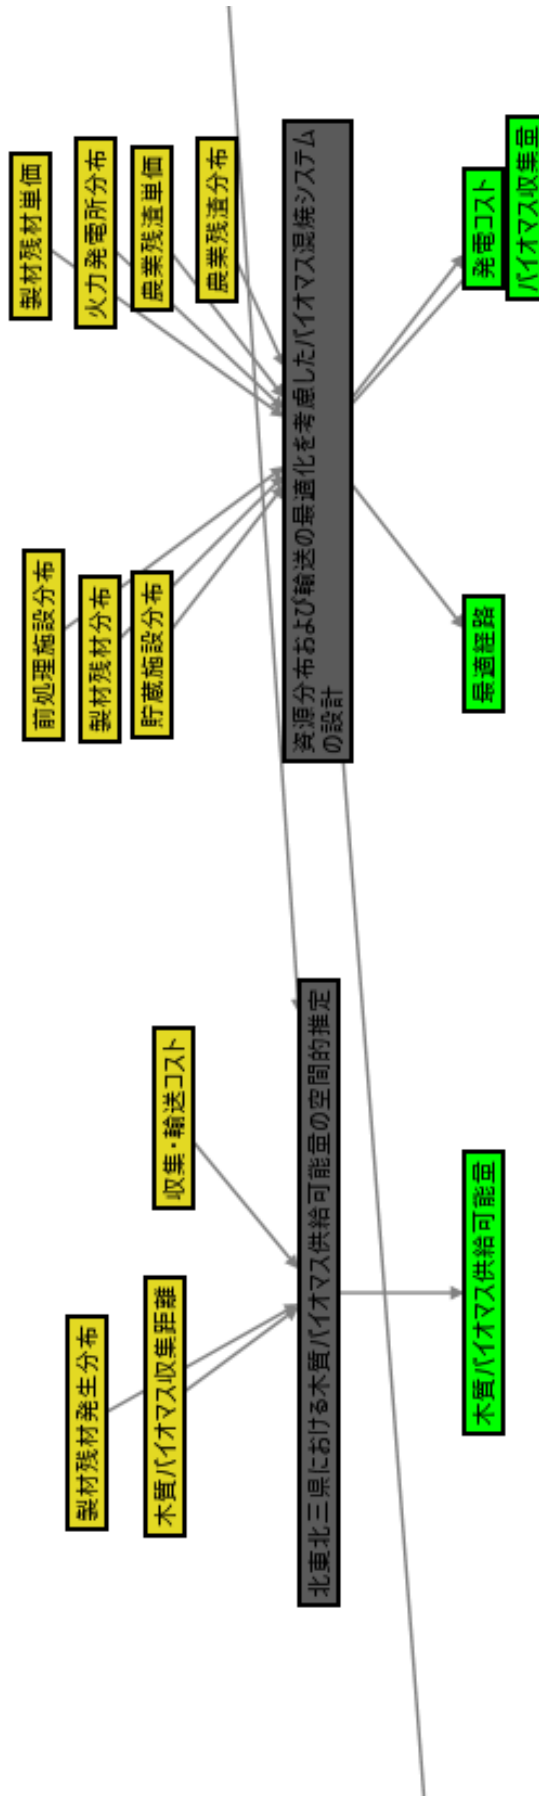 製材残材単価
火力発電所分布
農業残渣単価
農業残渣分布
前処理施設分布
製材残材分布
貯蔵施設分布
資源分布および輸送の最適化を考慮したバイオマス混焼システム
の設計
発電コスト
バイオマス収集量
最適経路
収集・輸送コスト
製材残材発生分布
木質バイオマス収集距離
北東北三県における木質バイオマス供給可能量の空間的推定
木質バイオマス供給可能量